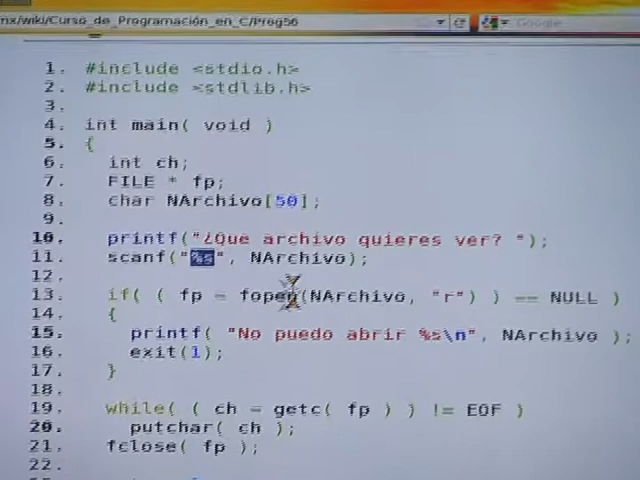 mx/wiki/Curso_de_Programación_en_C/Prog56
Google
1. #include <stdio.h>
2. #include <stdlib.h>
3.
4. int main( void )
5. {
6. int ch;
7. FILE * fp;
8. char NArchivo[50];
9.
10. printf("¿Que archivo quieres ver? ");
11. scanf("%s", NArchivo);
12.
13. if( ( fp = fopen(NArchivo, "r") ) == NULL )
14. {
15. printf( "No puedo abrir %s\n", NArchivo );
16. exit(1);
17. }
18.
19. while( ( ch = getc( fp ) ) != EOF )
20. putchar( ch );
21. fclose( fp );
22.